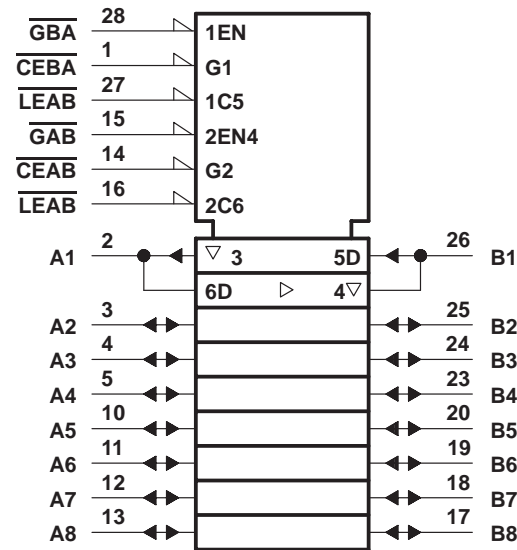 GBA 28 1EN
CEBA 1 G1
LEAB 27 1C5
GAB 15 2EN4
CEAB 14 G2
LEAB 16 2C6
A1 2 ▽ 3 5D 26 B1
6D ▷ 4▽
A2 3 25 B2
A3 4 24 B3
A4 5 23 B4
A5 10 20 B5
A6 11 19 B6
A7 12 18 B7
A8 13 17 B8